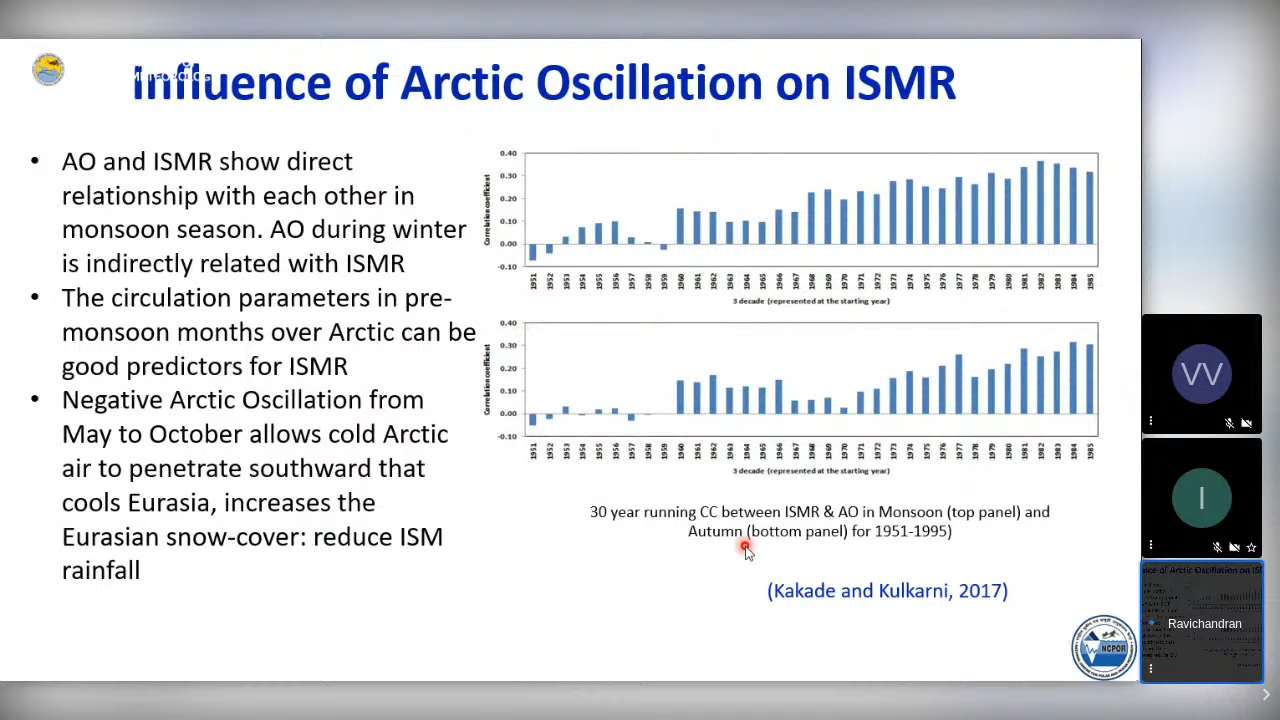 Influence of Arctic Oscillation on ISMR
• AO and ISMR show direct
relationship with each other in
monsoon season. AO during winter
is indirectly related with ISMR
• The circulation parameters in pre-
monsoon months over Arctic can be
good predictors for ISMR
• Negative Arctic Oscillation from
May to October allows cold Arctic
air to penetrate southward that
cools Eurasia, increases the
Eurasian snow-cover: reduce ISM
rainfall
Correlation coefficient
0.40
0.30
0.20
0.10
0.00
-0.10
1951 1952 1953 1954 1955 1956 1957 1958 1959 1960 1961 1962 1963 1964 1965 1966 1967 1968 1969 1970 1971 1972 1973 1974 1975 1976 1977 1978 1979 1980 1981 1982 1983 1984 1985
3 decade (represented at the starting year)
Correlation coefficient
0.40
0.30
0.20
0.10
0.00
-0.10
1951 1952 1953 1954 1955 1956 1957 1958 1959 1960 1961 1962 1963 1964 1965 1966 1967 1968 1969 1970 1971 1972 1973 1974 1975 1976 1977 1978 1979 1980 1981 1982 1983 1984 1985
3 decade (represented at the starting year)
30 year running CC between ISMR & AO in Monsoon (top panel) and
Autumn (bottom panel) for 1951-1995)
(Kakade and Kulkarni, 2017)
NCPOR
VV
I
Ravichandran